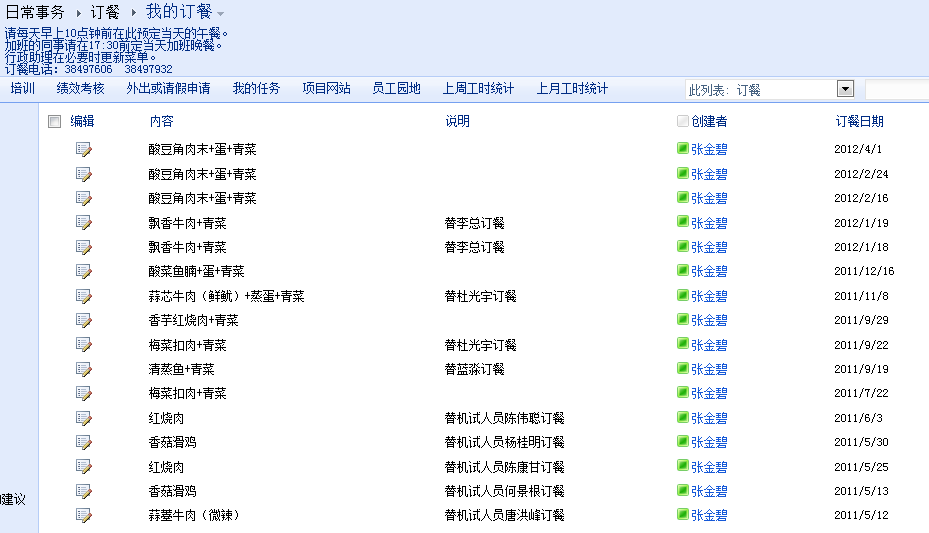 日常事务 订餐 我的订餐
请每天早上10点钟前在此预定当天的午餐。
加班的同事请在17:30前定当天加班晚餐。
行政助理在必要时更新菜单。
订餐电话: 38497606 38497932
培训 绩效考核 外出或请假申请 我的任务 项目网站 员工园地 上周工时统计 上月工时统计 此列表: 订餐
编辑 内容 说明 创建者 订餐日期
酸豆角肉末+蛋+青菜 张金碧 2012/4/1
酸豆角肉末+蛋+青菜 张金碧 2012/2/24
酸豆角肉末+蛋+青菜 张金碧 2012/2/16
飘香牛肉+青菜 替李总订餐 张金碧 2012/1/19
飘香牛肉+青菜 替李总订餐 张金碧 2012/1/18
酸菜鱼腩+蛋+青菜 张金碧 2011/12/16
蒜芯牛肉（鲜鱿）+蒸蛋+青菜 替杜光宇订餐 张金碧 2011/11/8
香芋红烧肉+青菜 张金碧 2011/9/29
梅菜扣肉+青菜 替杜光宇订餐 张金碧 2011/9/22
清蒸鱼+青菜 替蓝淼订餐 张金碧 2011/9/19
梅菜扣肉+青菜 张金碧 2011/7/22
红烧肉 替机试人员陈伟聪订餐 张金碧 2011/6/3
香菇滑鸡 替机试人员杨桂明订餐 张金碧 2011/5/30
红烧肉 替机试人员陈康甘订餐 张金碧 2011/5/25
香菇滑鸡 替机试人员何景根订餐 张金碧 2011/5/13
建议
蒜薹牛肉（微辣） 替机试人员唐洪峰订餐 张金碧 2011/5/12